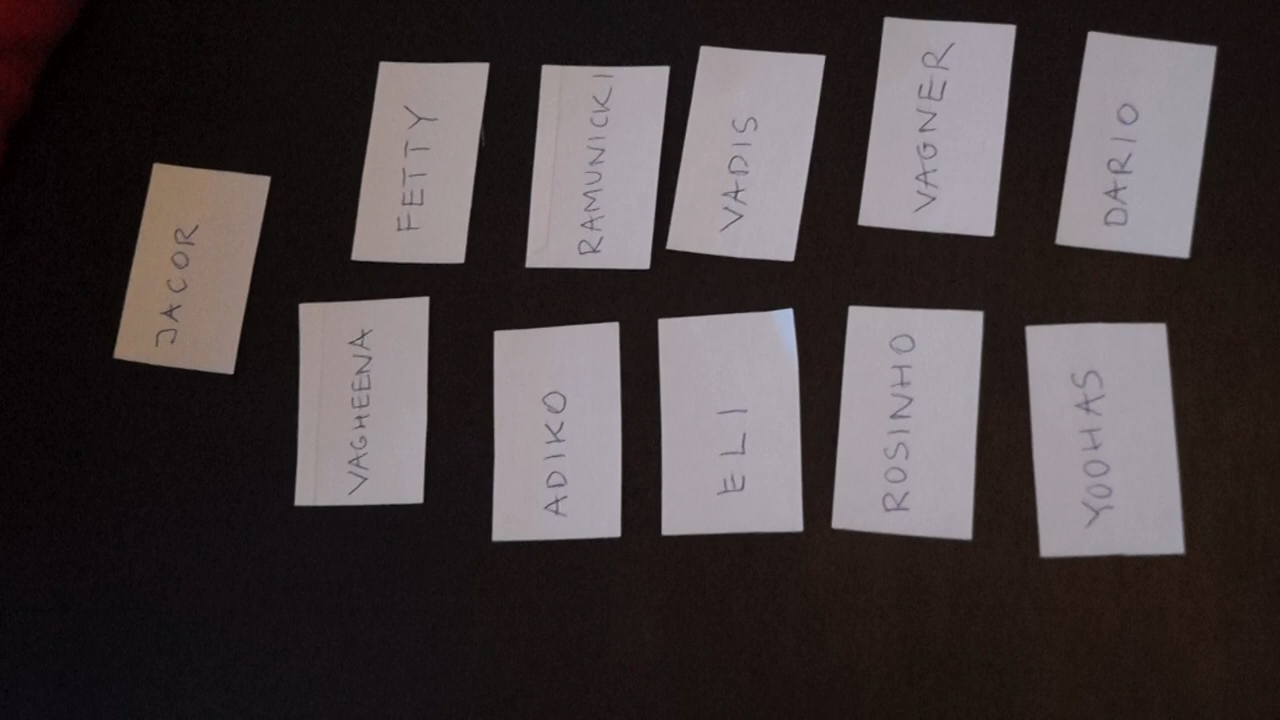 JACOR
VAGHEENA
FETTY
ADIKO
RAMUNICKI
ELI
VADIS
ROSINHO
VAGNER
YOOHAS
DARIO